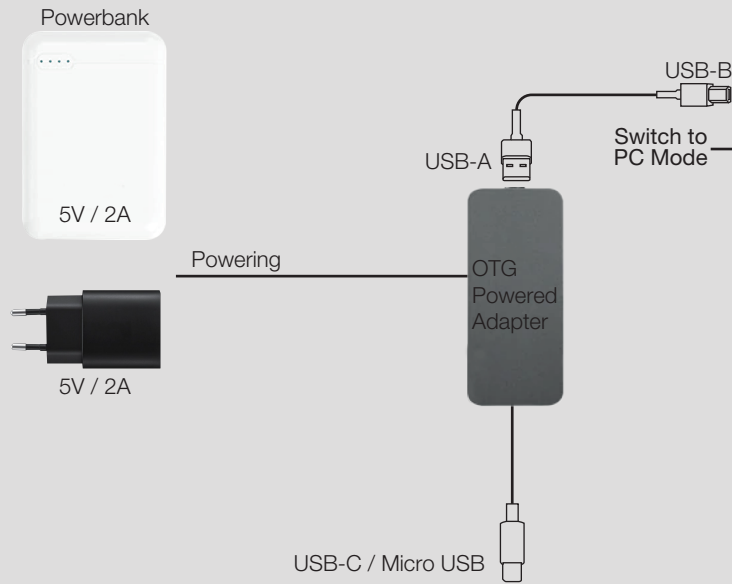 Powerbank
5V / 2A
USB-B
Switch to
PC Mode
USB-A
Powering
OTG
Powered
Adapter
5V / 2A
USB-C / Micro USB